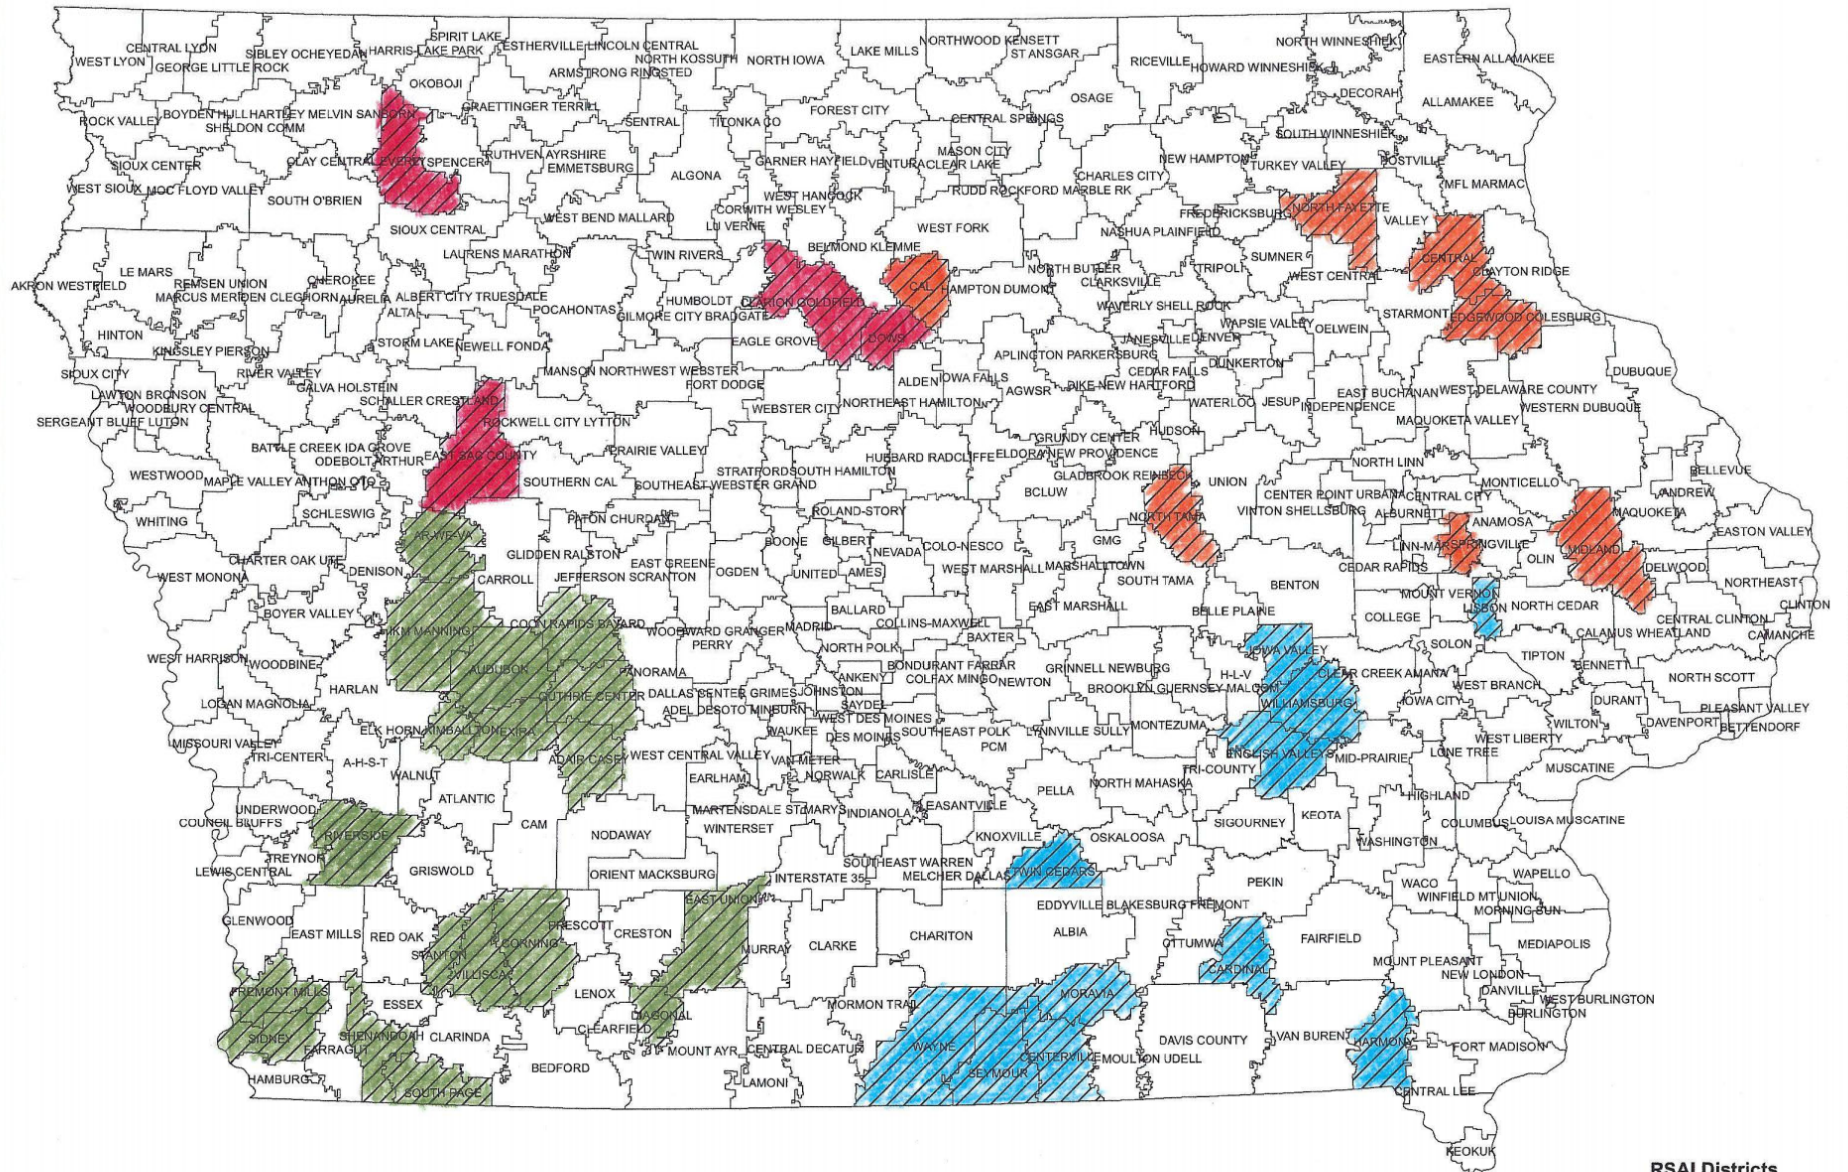 SPIRIT LAKE
CENTRAL LYON
SIBLEY OCHEYEDAN
HARRIS-LAKE PARK
ESTHERVILLE LINCOLN CENTRAL
NORTHWOOD KENSETT
NORTH WINNESHIEK
WEST LYON
GEORGE LITTLE ROCK
NORTH KOSSUTH
NORTH IOWA
LAKE MILLS
ST ANSGAR
RICEVILLE
HOWARD WINNESHIEK
EASTERN ALLAMAKEE
ARMSTRONG RINGSTED
OKOBOJI
DECORAH
ALLAMAKEE
OSAGE
ROCK VALLEY
BOYDEN HULL
HARTLEY MELVIN SANBORN
GRAETTINGER TERRILL
SENTRAL
TITONKA CO
FOREST CITY
CENTRAL SPRINGS
SHELDON COMM
SOUTH WINNESHIEK
SIOUX CENTER
CLAY CENTRAL EVERLY
SPENCER
RUTHVEN AYRSHIRE
EMMETSBURG
GARNER HAYFIELD
VENTURA
CLEAR LAKE
MASON CITY
NEW HAMPTON
TURKEY VALLEY
POSTVILLE
ALGONA
CHARLES CITY
MFL MARMAC
WEST SIOUX
MOC FLOYD VALLEY
SOUTH O'BRIEN
WEST HANCOCK
CORWITH WESLEY
RUDD ROCKFORD MARBLE RK
FREDERICKSBURG
NORTH FAYETTE
VALLEY
WEST BEND MALLARD
LU VERNE
SIOUX CENTRAL
WEST FORK
NASHUA PLAINFIELD
LAURENS MARATHON
TWIN RIVERS
BELMOND KLEMME
SUMNER
CENTRAL
CLAYTON RIDGE
LE MARS
REMSEN UNION
CHEROKEE
NORTH BUTLER
CLARKSVILLE
TRIPOLI
WEST CENTRAL
AKRON WESTFIELD
MARCUS MERIDEN CLEGHORN
AURELIA
ALBERT CITY TRUESDALE
ALTA
POCAHONTAS
HUMBOLDT
GILMORE CITY BRADGATE
CLARION GOLDFIELD
CAL
HAMPTON DUMONT
WAVERLY SHELL ROCK
WAPSIE VALLEY
OELWEIN
STARMONT
EDGEWOOD COLESBURG
HINTON
KINGSLEY PIERSON
STORM LAKE
NEWELL FONDA
EAGLE GROVE
DOWS
JANESVILLE
DENVER
SIOUX CITY
RIVER VALLEY
GALVA HOLSTEIN
MANSON NORTHWEST WEBSTER
FORT DODGE
ALDEN
IOWA FALLS
APLINGTON PARKERSBURG
CEDAR FALLS
DUNKERTON
DUBUQUE
LAWTON BRONSON
WOODBURY CENTRAL
SCHALLER CRESTLAND
AGWSR
DIKE NEW HARTFORD
WATERLOO
JESUP
INDEPENDENCE
EAST BUCHANAN
WEST DELAWARE COUNTY
WESTERN DUBUQUE
SERGEANT BLUFF LUTON
ROCKWELL CITY LYTTON
WEBSTER CITY
NORTHEAST HAMILTON
MAQUOKETA VALLEY
BATTLE CREEK IDA GROVE
ODEBOLT ARTHUR
EAST SAC COUNTY
PRAIRIE VALLEY
HUBBARD RADCLIFFE
GRUNDY CENTER
ELDORA NEW PROVIDENCE
HUDSON
NORTH LINN
BELLEVUE
WESTWOOD
MAPLE VALLEY ANTHON OTO
SOUTHERN CAL
STRATFORD
SOUTH HAMILTON
SOUTHEAST WEBSTER GRAND
BCLUW
GLADBROOK REINBECK
UNION
CENTER POINT URBANA
CENTRAL CITY
MONTICELLO
ANDREW
WHITING
SCHLESWIG
PATON CHURDAN
ROLAND-STORY
NORTH TAMA
VINTON SHELLSBURG
ALBURNETT
ANAMOSA
MAQUOKETA
EASTON VALLEY
AR-WE-VA
BOONE
GILBERT
GMG
LINN-MAR
SPRINGVILLE
CHARTER OAK UTE
DENISON
GLIDDEN RALSTON
EAST GREENE
NEVADA
COLO-NESCO
OLIN
MIDLAND
DELWOOD
WEST MONONA
CARROLL
JEFFERSON SCRANTON
OGDEN
UNITED
AMES
WEST MARSHALL
MARSHALLTOWN
SOUTH TAMA
BENTON
CEDAR RAPIDS
NORTHEAST
BOYER VALLEY
BALLARD
EAST MARSHALL
BELLE PLAINE
COLLEGE
MOUNT VERNON
LISBON
NORTH CEDAR
CLINTON
IKM MANNING
COON RAPIDS BAYARD
WOODWARD GRANGER
PERRY
MADRID
COLLINS-MAXWELL
BAXTER
CENTRAL CLINTON
CALAMUS WHEATLAND
CAMANCHE
WEST HARRISON
WOODBINE
AUDUBON
PANORAMA
NORTH POLK
BONDURANT FARRAR
IOWA VALLEY
SOLON
TIPTON
BENNETT
ANKENY
COLFAX MINGO
NEWTON
GRINNELL NEWBURG
H-L-V
CLEAR CREEK AMANA
NORTH SCOTT
HARLAN
GUTHRIE CENTER
DALLAS CENTER GRIMES
JOHNSTON
BROOKLYN GUERNSEY MALCOM
WEST BRANCH
LOGAN MAGNOLIA
ADEL DESOTO MINBURN
SAYDEL
WILLIAMSBURG
IOWA CITY
DURANT
PLEASANT VALLEY
ELK HORN KIMBALLTON
EXIRA
WAUKEE
WEST DES MOINES
DES MOINES
SOUTHEAST POLK
LYNNVILLE SULLY
MONTEZUMA
WILTON
DAVENPORT
BETTENDORF
MISSOURI VALLEY
TRI-CENTER
A-H-S-T
ADAIR CASEY
WEST CENTRAL VALLEY
VAN METER
PCM
ENGLISH VALLEYS
MID-PRAIRIE
LONE TREE
WEST LIBERTY
WALNUT
EARLHAM
NORWALK
CARLISLE
NORTH MAHASKA
TRI-COUNTY
MUSCATINE
ATLANTIC
PELLA
UNDERWOOD
COUNCIL BLUFFS
RIVERSIDE
CAM
NODAWAY
MARTENSDALE ST MARYS
WINTERSET
INDIANOLA
PLEASANTVILLE
HIGHLAND
SIGOURNEY
KEOTA
COLUMBUS
LOUISA MUSCATINE
KNOXVILLE
OSKALOOSA
WASHINGTON
TREYNOR
LEWIS CENTRAL
GRISWOLD
ORIENT MACKSBURG
INTERSTATE 35
SOUTHEAST WARREN
MELCHER DALLAS
TWIN CEDARS
PEKIN
WACO
WAPELLO
WINFIELD MT UNION
MORNING SUN
GLENWOOD
EAST MILLS
RED OAK
EAST UNION
EDDYVILLE BLAKESBURG FREMONT
PRESCOTT
CRESTON
STANTON
CORNING
MURRAY
CLARKE
CHARITON
ALBIA
OTTUMWA
FAIRFIELD
MEDIAPOLIS
VILLISCA
CARDINAL
MOUNT PLEASANT
NEW LONDON
FREMONT MILLS
ESSEX
LENOX
DIAGONAL
MORMON TRAIL
MORAVIA
DANVILLE
WEST BURLINGTON
BURLINGTON
SIDNEY
SHENANDOAH
FARRAGUT
CLARINDA
CLEARFIELD
MOUNT AYR
CENTRAL DECATUR
WAYNE
CENTERVILLE
MOULTON UDELL
DAVIS COUNTY
VAN BUREN
HARMONY
FORT MADISON
HAMBURG
SOUTH PAGE
BEDFORD
LAMONI
SEYMOUR
CENTRAL LEE
KEOKUK
RSAI Districts